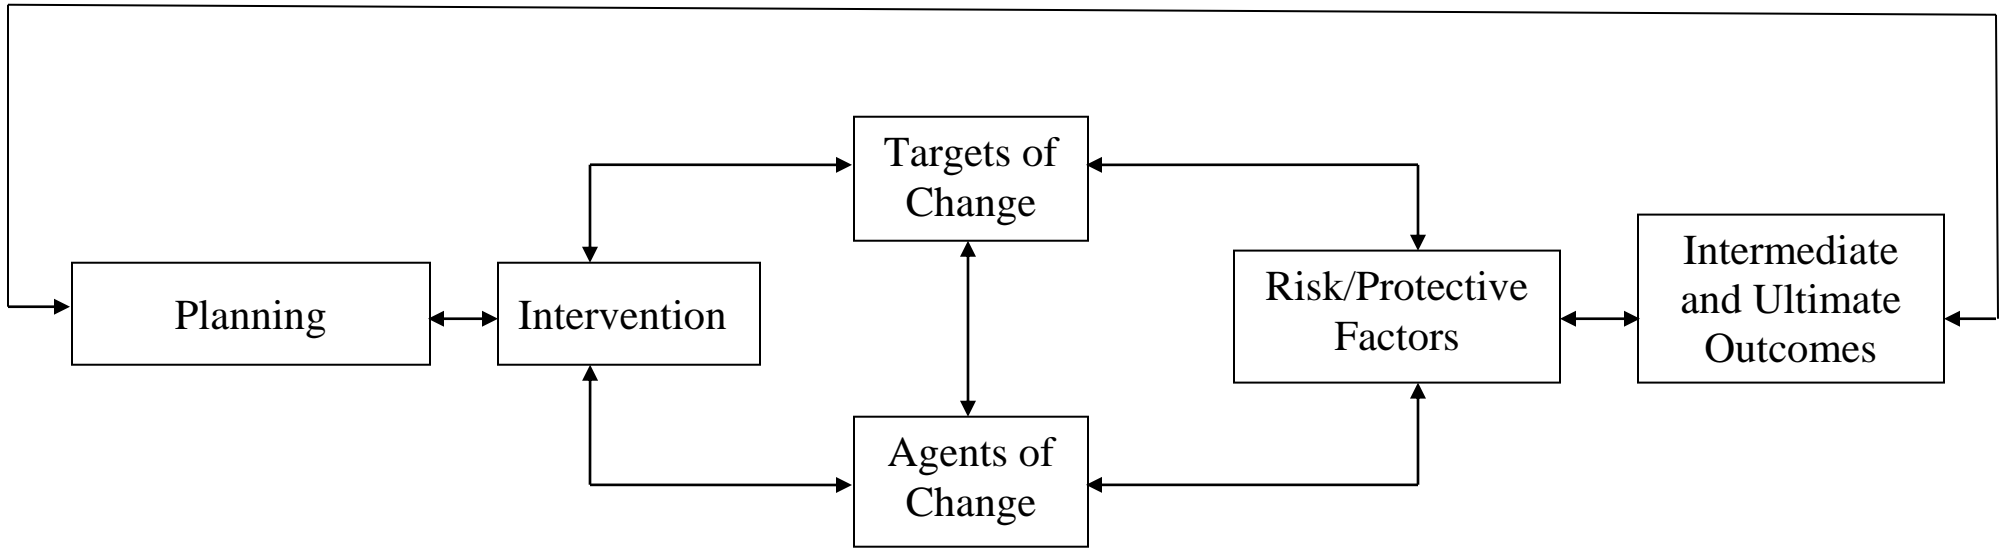 Targets of
Change
Planning
Intervention
Risk/Protective
Factors
Intermediate
and Ultimate
Outcomes
Agents of
Change